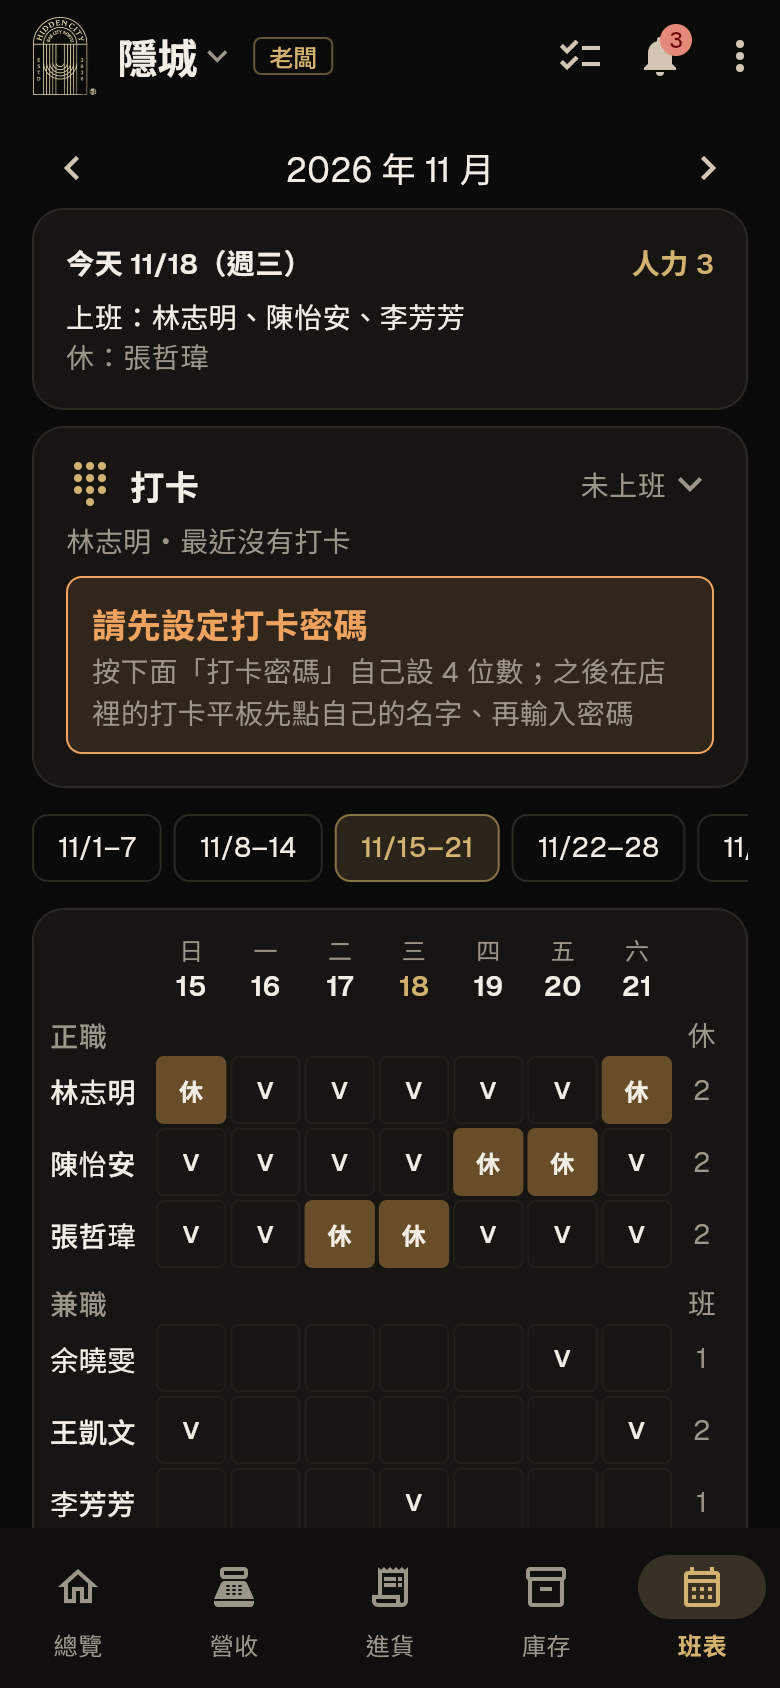 HIDDENCITY
隱城
老闆
3
2026 年 11 月
今天 11/18（週三）
人力 3
上班：林志明、陳怡安、李芳芳
休：張哲瑋
打卡
未上班
林志明・最近沒有打卡
請先設定打卡密碼
按下面「打卡密碼」自己設 4 位數；之後在店
裡的打卡平板先點自己的名字、再輸入密碼
11/1–7 11/8–14 11/15–21 11/22–28 11/
日 一 二 三 四 五 六
15 16 17 18 19 20 21
正職 休
林志明 休 V V V V V 休 2
陳怡安 V V V V 休 休 V 2
張哲瑋 V V 休 休 V V V 2
兼職 班
余曉雯 V 1
王凱文 V V 2
李芳芳 V 1
總覽 營收 進貨 庫存 班表